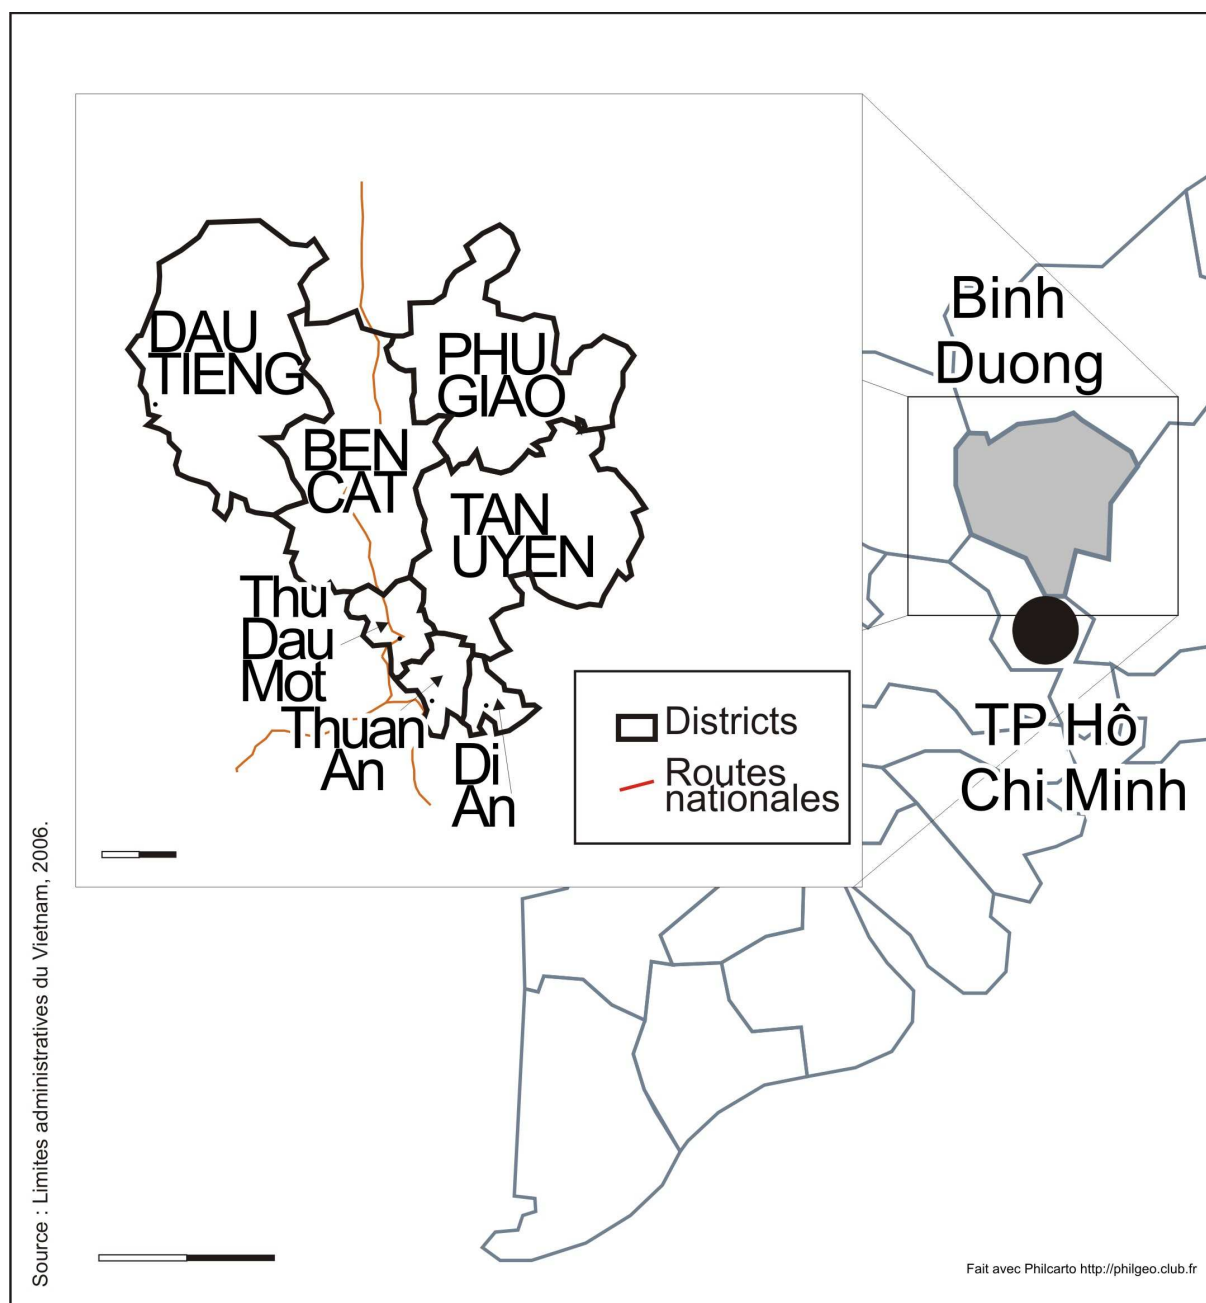 Binh
Duong
DAU
TIENG
PHU
GIAO
BEN
CAT
TAN
UYEN
Thu
Dau
Mot
Thuan
An
Di
An
Districts
Routes
nationales
TP Hô
Chi Minh
Source : Limites administratives du Vietnam, 2006.
Fait avec Philcarto http://philgeo.club.fr